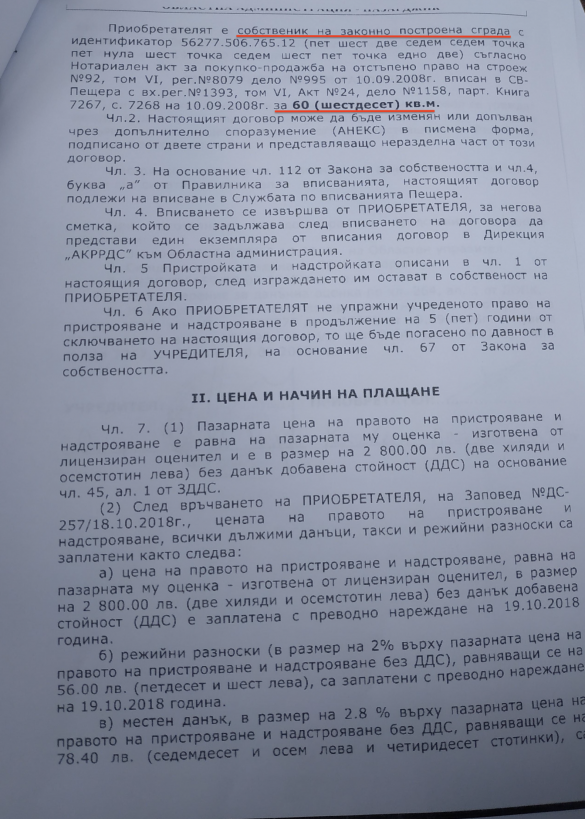 ОБЛАСТНА АДМИНИСТРАЦИЯ - ПАЗАРДЖИК
Приобретателят е собственик на законно построена сграда с
идентификатор 56277.506.765.12 (пет шест две седем седем точка
пет нула шест точка седем шест пет точка едно две) съгласно
Нотариален акт за покупко-продажба на отстъпено право на строеж
№92, том VI, рег.№8079 дело №995 от 10.09.2008г. вписан в СВ-
Пещера с вх.рег.№1393, том VI, Акт №24, дело №1158, парт. Книга
7267, с. 7268 на 10.09.2008г. за 60 (шестдесет) кв.м.
Чл.2. Настоящият договор може да бъде изменян или допълван
чрез допълнително споразумение (АНЕКС) в писмена форма,
подписано от двете страни и представляващо неразделна част от този
договор.
Чл. 3. На основание чл. 112 от Закона за собствеността и чл.4,
буква „а" от Правилника за вписванията, настоящият договор
подлежи на вписване в Службата по вписванията Пещера.
Чл. 4. Вписването се извършва от ПРИОБРЕТАТЕЛЯ, за негова
сметка, който се задължава след вписването на договора да
представи един екземпляра от вписания договор в Дирекция
„АКРРДС" към Областна администрация.
Чл. 5 Пристройката и надстройката описани в чл. 1 от
настоящия договор, след изграждането им остават в собственост на
ПРИОБРЕТАТЕЛЯ.
Чл. 6 Ако ПРИОБРЕТАТЕЛЯТ не упражни учреденото право на
пристрояване и надстрояване в продължение на 5 (пет) години от
сключването на настоящия договор, то ще бъде погасено по давност в
полза на УЧРЕДИТЕЛЯ, на основание чл. 67 от Закона за
собствеността.
II. ЦЕНА И НАЧИН НА ПЛАЩАНЕ
Чл. 7. (1) Пазарната цена на правото на пристрояване и
надстрояване е равна на пазарната му оценка - изготвена от
лицензиран оценител и е в размер на 2 800.00 лв. (две хиляди и
осемстотин лева) без данък добавена стойност (ДДС) на основание
чл. 45, ал. 1 от ЗДДС.
(2) След връчването на ПРИОБРЕТАТЕЛЯ, на Заповед №ДС-
257/18.10.2018г., цената на правото на пристрояване и
надстрояване, всички дължими данъци, такси и режийни разноски са
заплатени както следва:
а) цена на правото на пристрояване и надстрояване, равна на
пазарната му оценка - изготвена от лицензиран оценител, в размер
на 2 800.00 лв. (две хиляди и осемстотин лева) без данък добавена
стойност (ДДС) е заплатена с преводно нареждане на 19.10.2018
година.
б) режийни разноски (в размер на 2% върху пазарната цена на
правото на пристрояване и надстрояване без ДДС), равняващи се на
56.00 лв. (петдесет и шест лева), са заплатени с преводно нареждане
на 19.10.2018 година.
в) местен данък, в размер на 2.8 % върху пазарната цена на
правото на пристрояване и надстрояване без ДДС, равняващи се на
78.40 лв. (седемдесет и осем лева и четиридесет стотинки), са